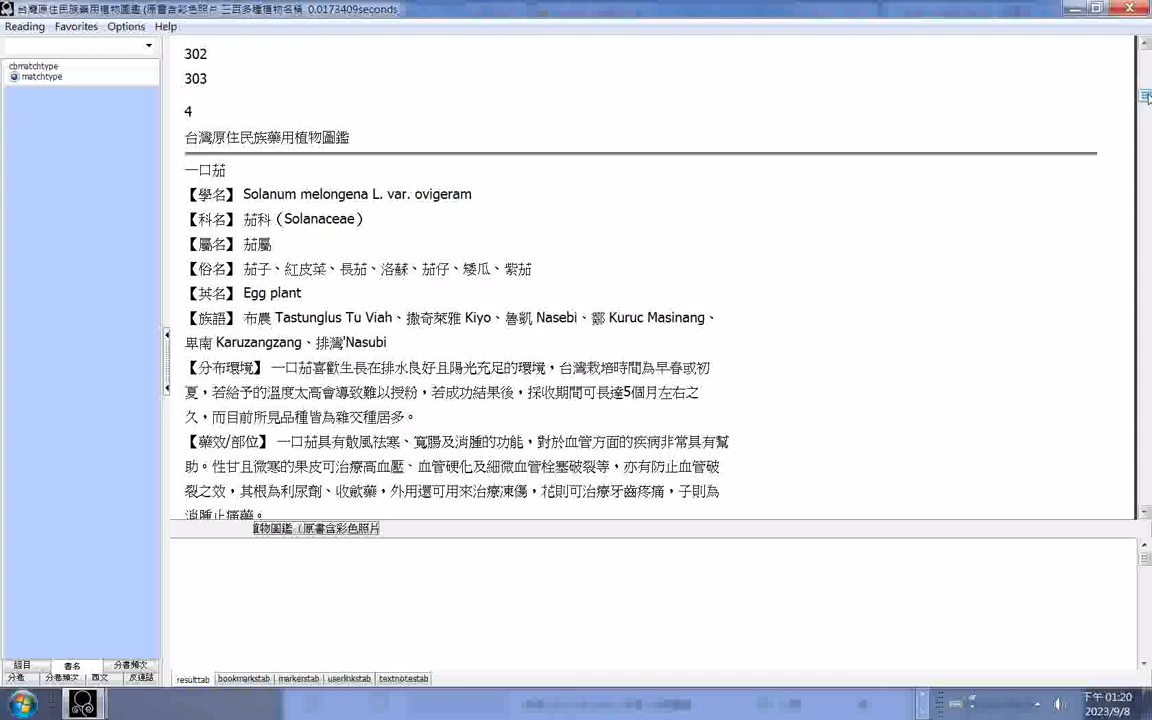 台灣原住民族藥用植物圖鑑(原書含彩色照片 三百多種植物名稱 0.0173409seconds
Reading Favorites Options Help
cbmatchtype
matchtype
302
303
4
台灣原住民族藥用植物圖鑑
一口茄
【學名】 Solanum melongena L. var. ovigeram
【科名】 茄科（Solanaceae）
【屬名】 茄屬
【俗名】 茄子、紅皮菜、長茄、洛蘇、茄仔、矮瓜、紫茄
【英名】 Egg plant
【族語】 布農 Tastunglus Tu Viah、撒奇萊雅 Kiyo、魯凱 Nasebi、鄒 Kuruc Masinang、
卑南 Karuzangzang、排灣'Nasubi
【分布環境】 一口茄喜歡生長在排水良好且陽光充足的環境，台灣栽培時間為早春或初
夏，若給予的溫度太高會導致難以授粉，若成功結果後，採收期間可長達5個月左右之
久，而目前所見品種皆為雜交種居多。
【藥效/部位】 一口茄具有散風祛寒、寬腸及消腫的功能，對於血管方面的疾病非常具有幫
助。性甘且微寒的果皮可治療高血壓、血管硬化及細微血管栓塞破裂等，亦有防止血管破
裂之效，其根為利尿劑、收斂藥，外用還可用來治療凍傷，花則可治療牙齒疼痛，子則為
消腫止痛藥。
植物圖鑑（原書含彩色照片
經目 書名 分書頻次
分卷 分卷頻次 西文 友連結
resulttab bookmarkstab markerstab userlinkstab textnotestab
下午 01:20
2023/9/8